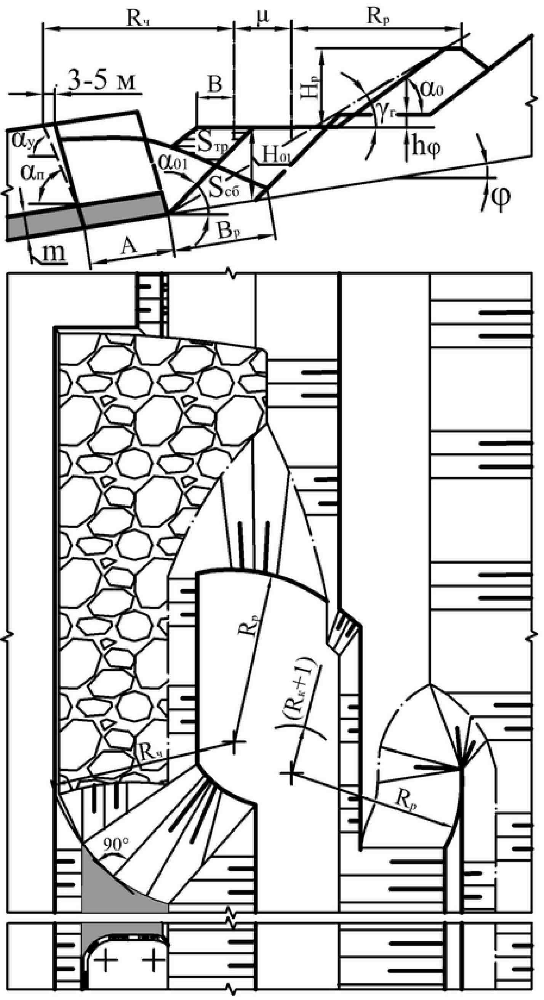 Rч μ Rр
3-5 м B Hр α0
γг
αу Sтр H01 hφ
αп α01
Sсб φ
Bр
m A
Rр
(Rк+1)
Rч
Rр
90°